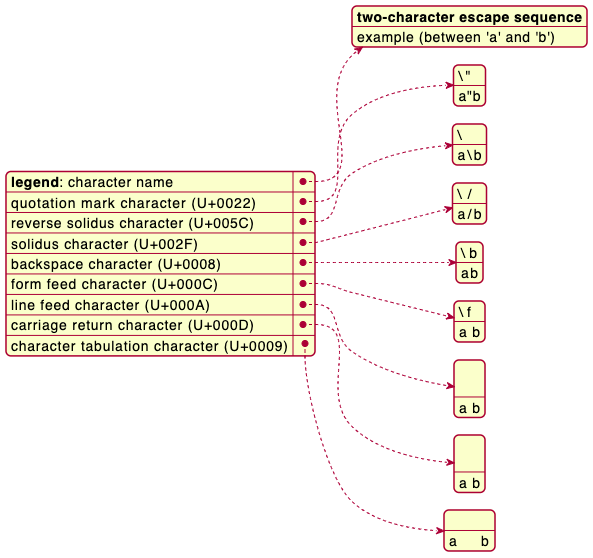 two-character escape sequence
example (between 'a' and 'b')
\"
a"b
\
a\b
legend: character name
quotation mark character (U+0022)
reverse solidus character (U+005C)
solidus character (U+002F)
backspace character (U+0008)
form feed character (U+000C)
line feed character (U+000A)
carriage return character (U+000D)
character tabulation character (U+0009)
\/
a/b
\b
ab
\f
a b
a b
a b
a b